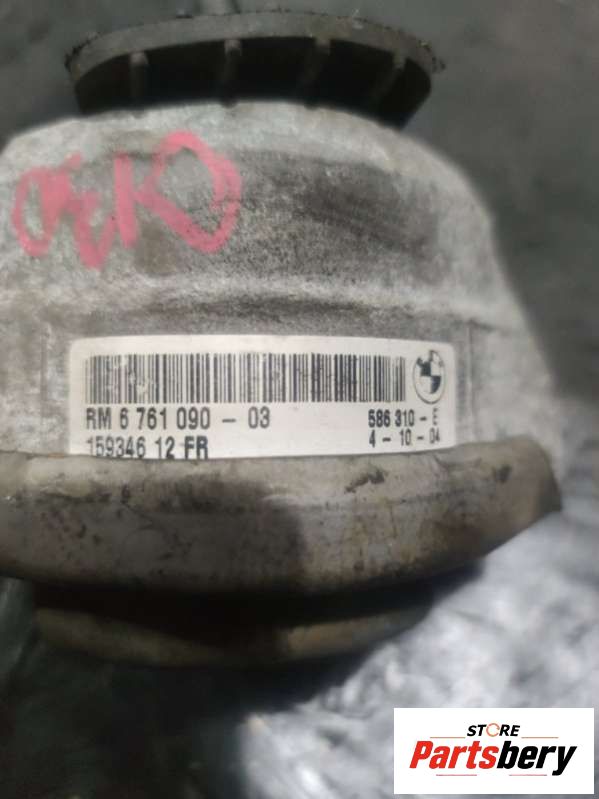 RM 6 761 090 - 03
586 310 - E
159346 12 FR
4 - 10 - 04
STORE
Partsbery